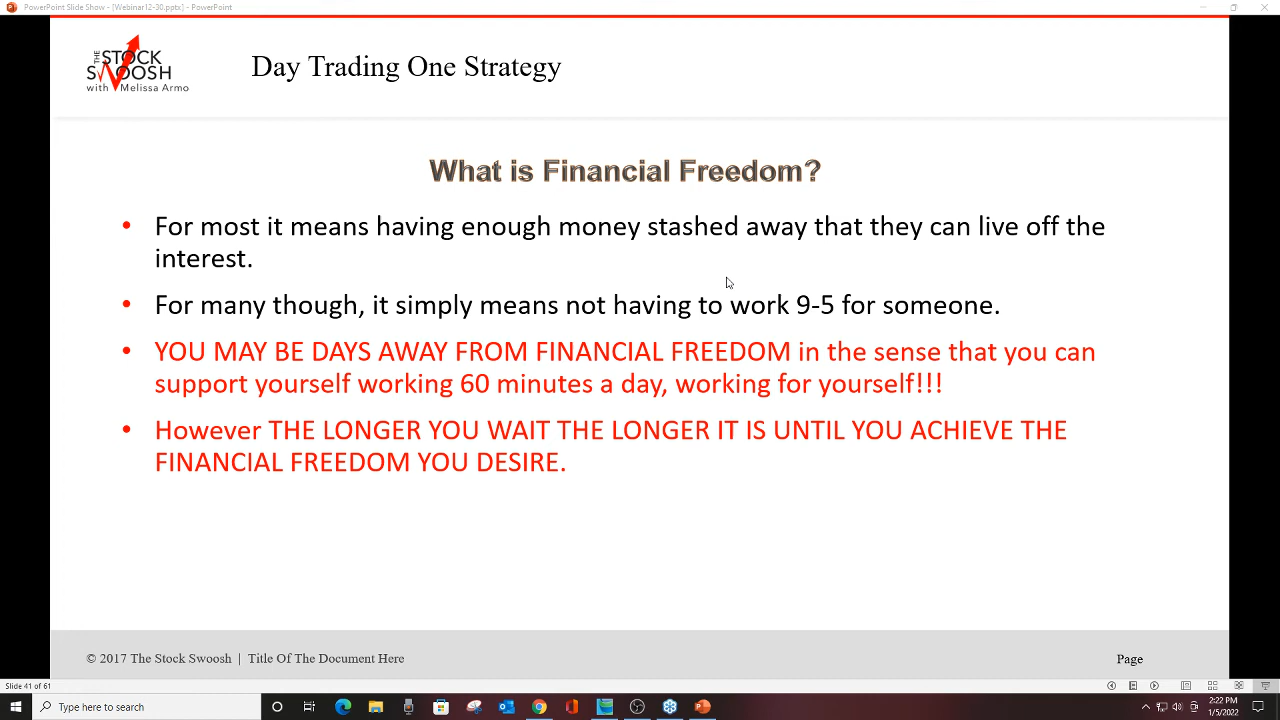 PowerPoint Slide Show - [Webinar12-30.pptx] - PowerPoint
THE
STOCK
SWOOSH
with Melissa Armo
Day Trading One Strategy
What is Financial Freedom?
• For most it means having enough money stashed away that they can live off the
interest.
• For many though, it simply means not having to work 9-5 for someone.
• YOU MAY BE DAYS AWAY FROM FINANCIAL FREEDOM in the sense that you can
support yourself working 60 minutes a day, working for yourself!!!
• However THE LONGER YOU WAIT THE LONGER IT IS UNTIL YOU ACHIEVE THE
FINANCIAL FREEDOM YOU DESIRE.
© 2017 The Stock Swoosh | Title Of The Document Here
Page
Slide 41 of 61
Type here to search
2:22 PM
1/5/2022